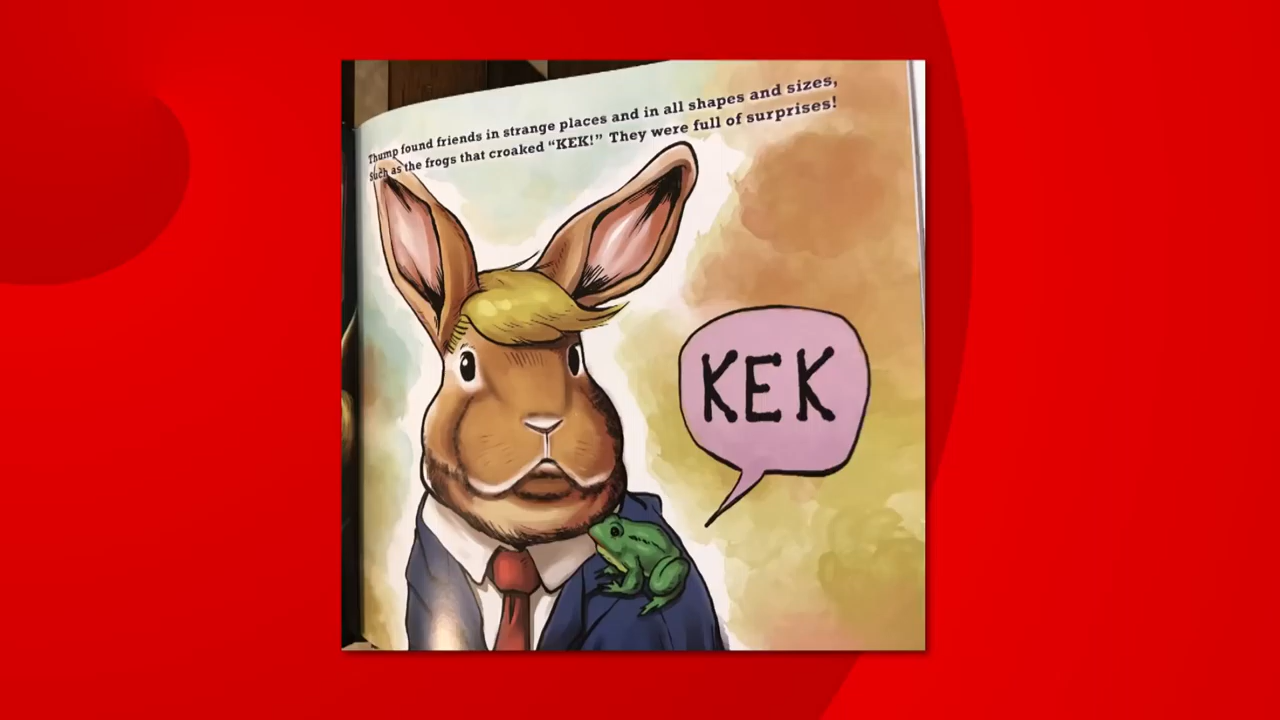 Thump found friends in strange places and in all shapes and sizes,
Such as the frogs that croaked “KEK!” They were full of surprises!
KEK